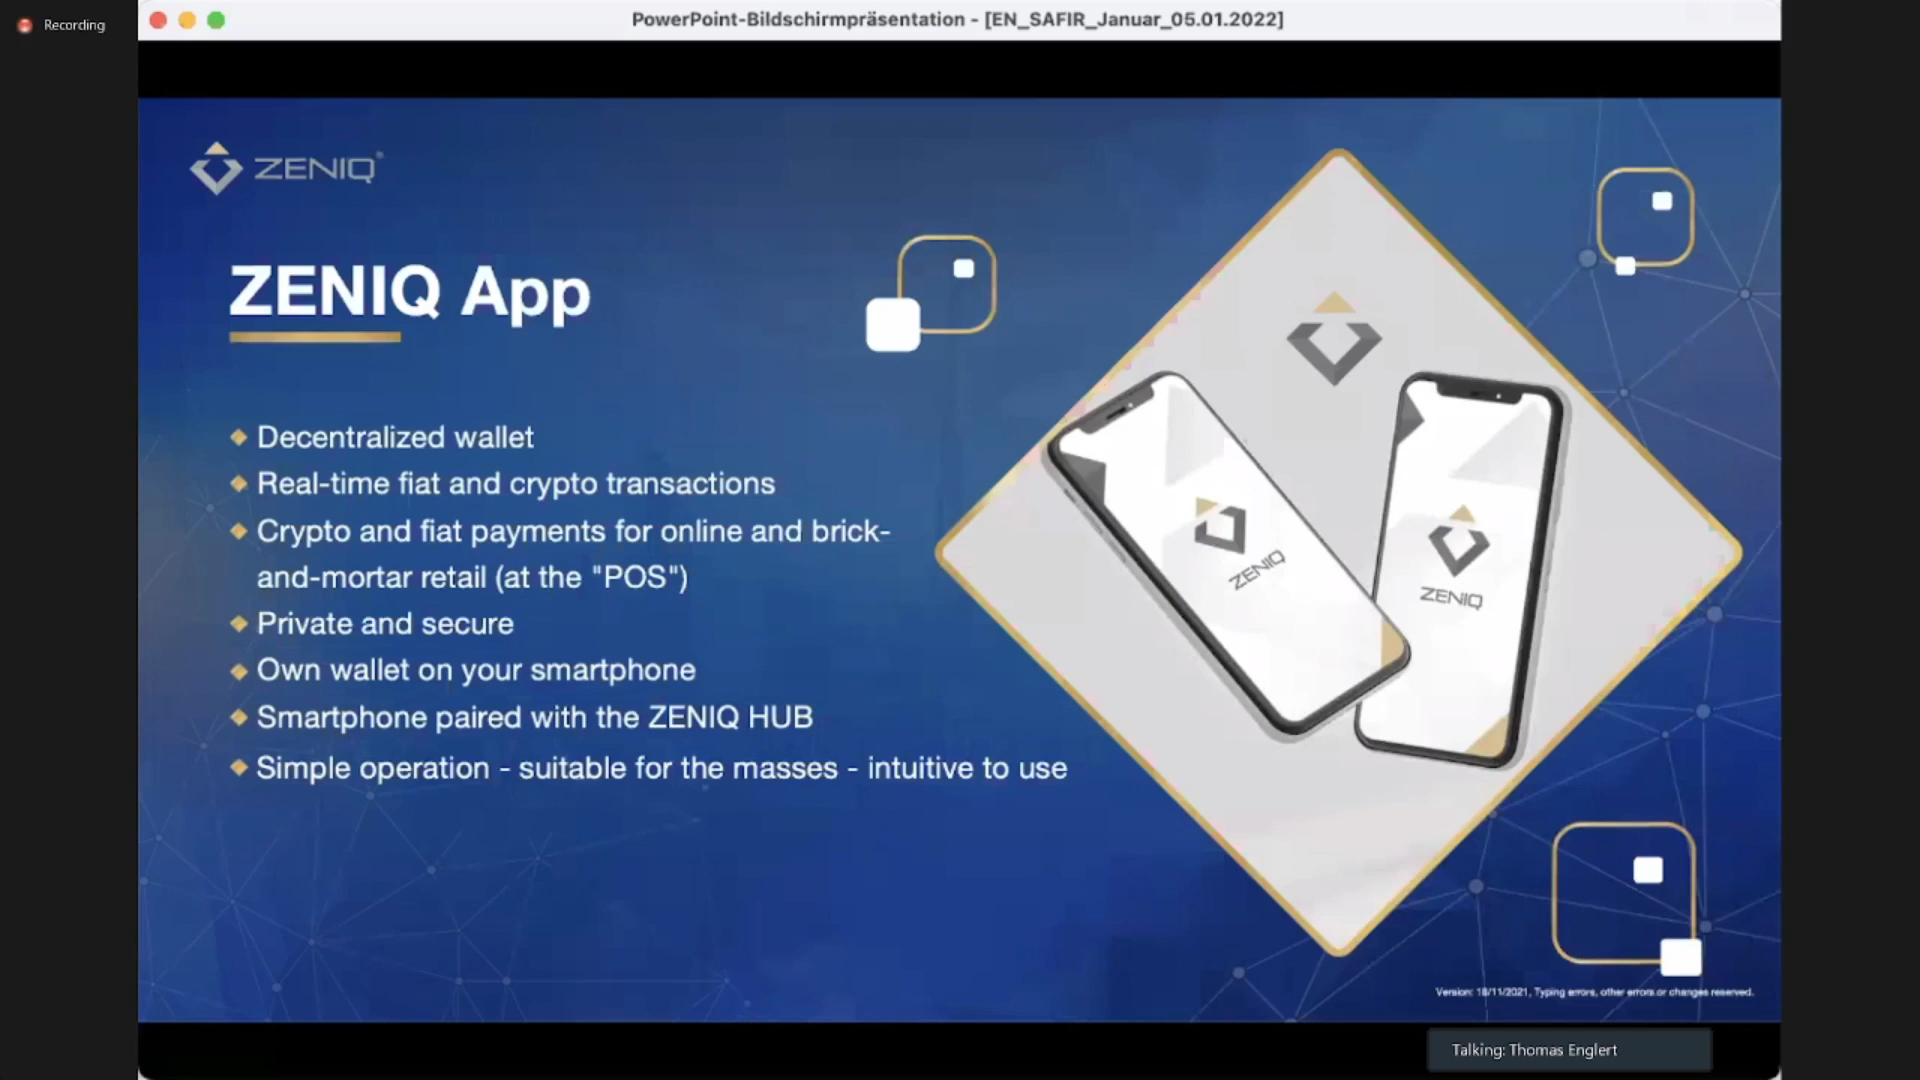 Recording
PowerPoint-Bildschirmpräsentation - [EN_SAFIR_Januar_05.01.2022]
ZENIQ®
ZENIQ App
Decentralized wallet
Real-time fiat and crypto transactions
Crypto and fiat payments for online and brick-
and-mortar retail (at the "POS")
Private and secure
Own wallet on your smartphone
Smartphone paired with the ZENIQ HUB
Simple operation - suitable for the masses - intuitive to use
ZENIQ
ZENIQ
Version: 18/11/2021, Typing errors, other errors or changes reserved.
Talking: Thomas Englert